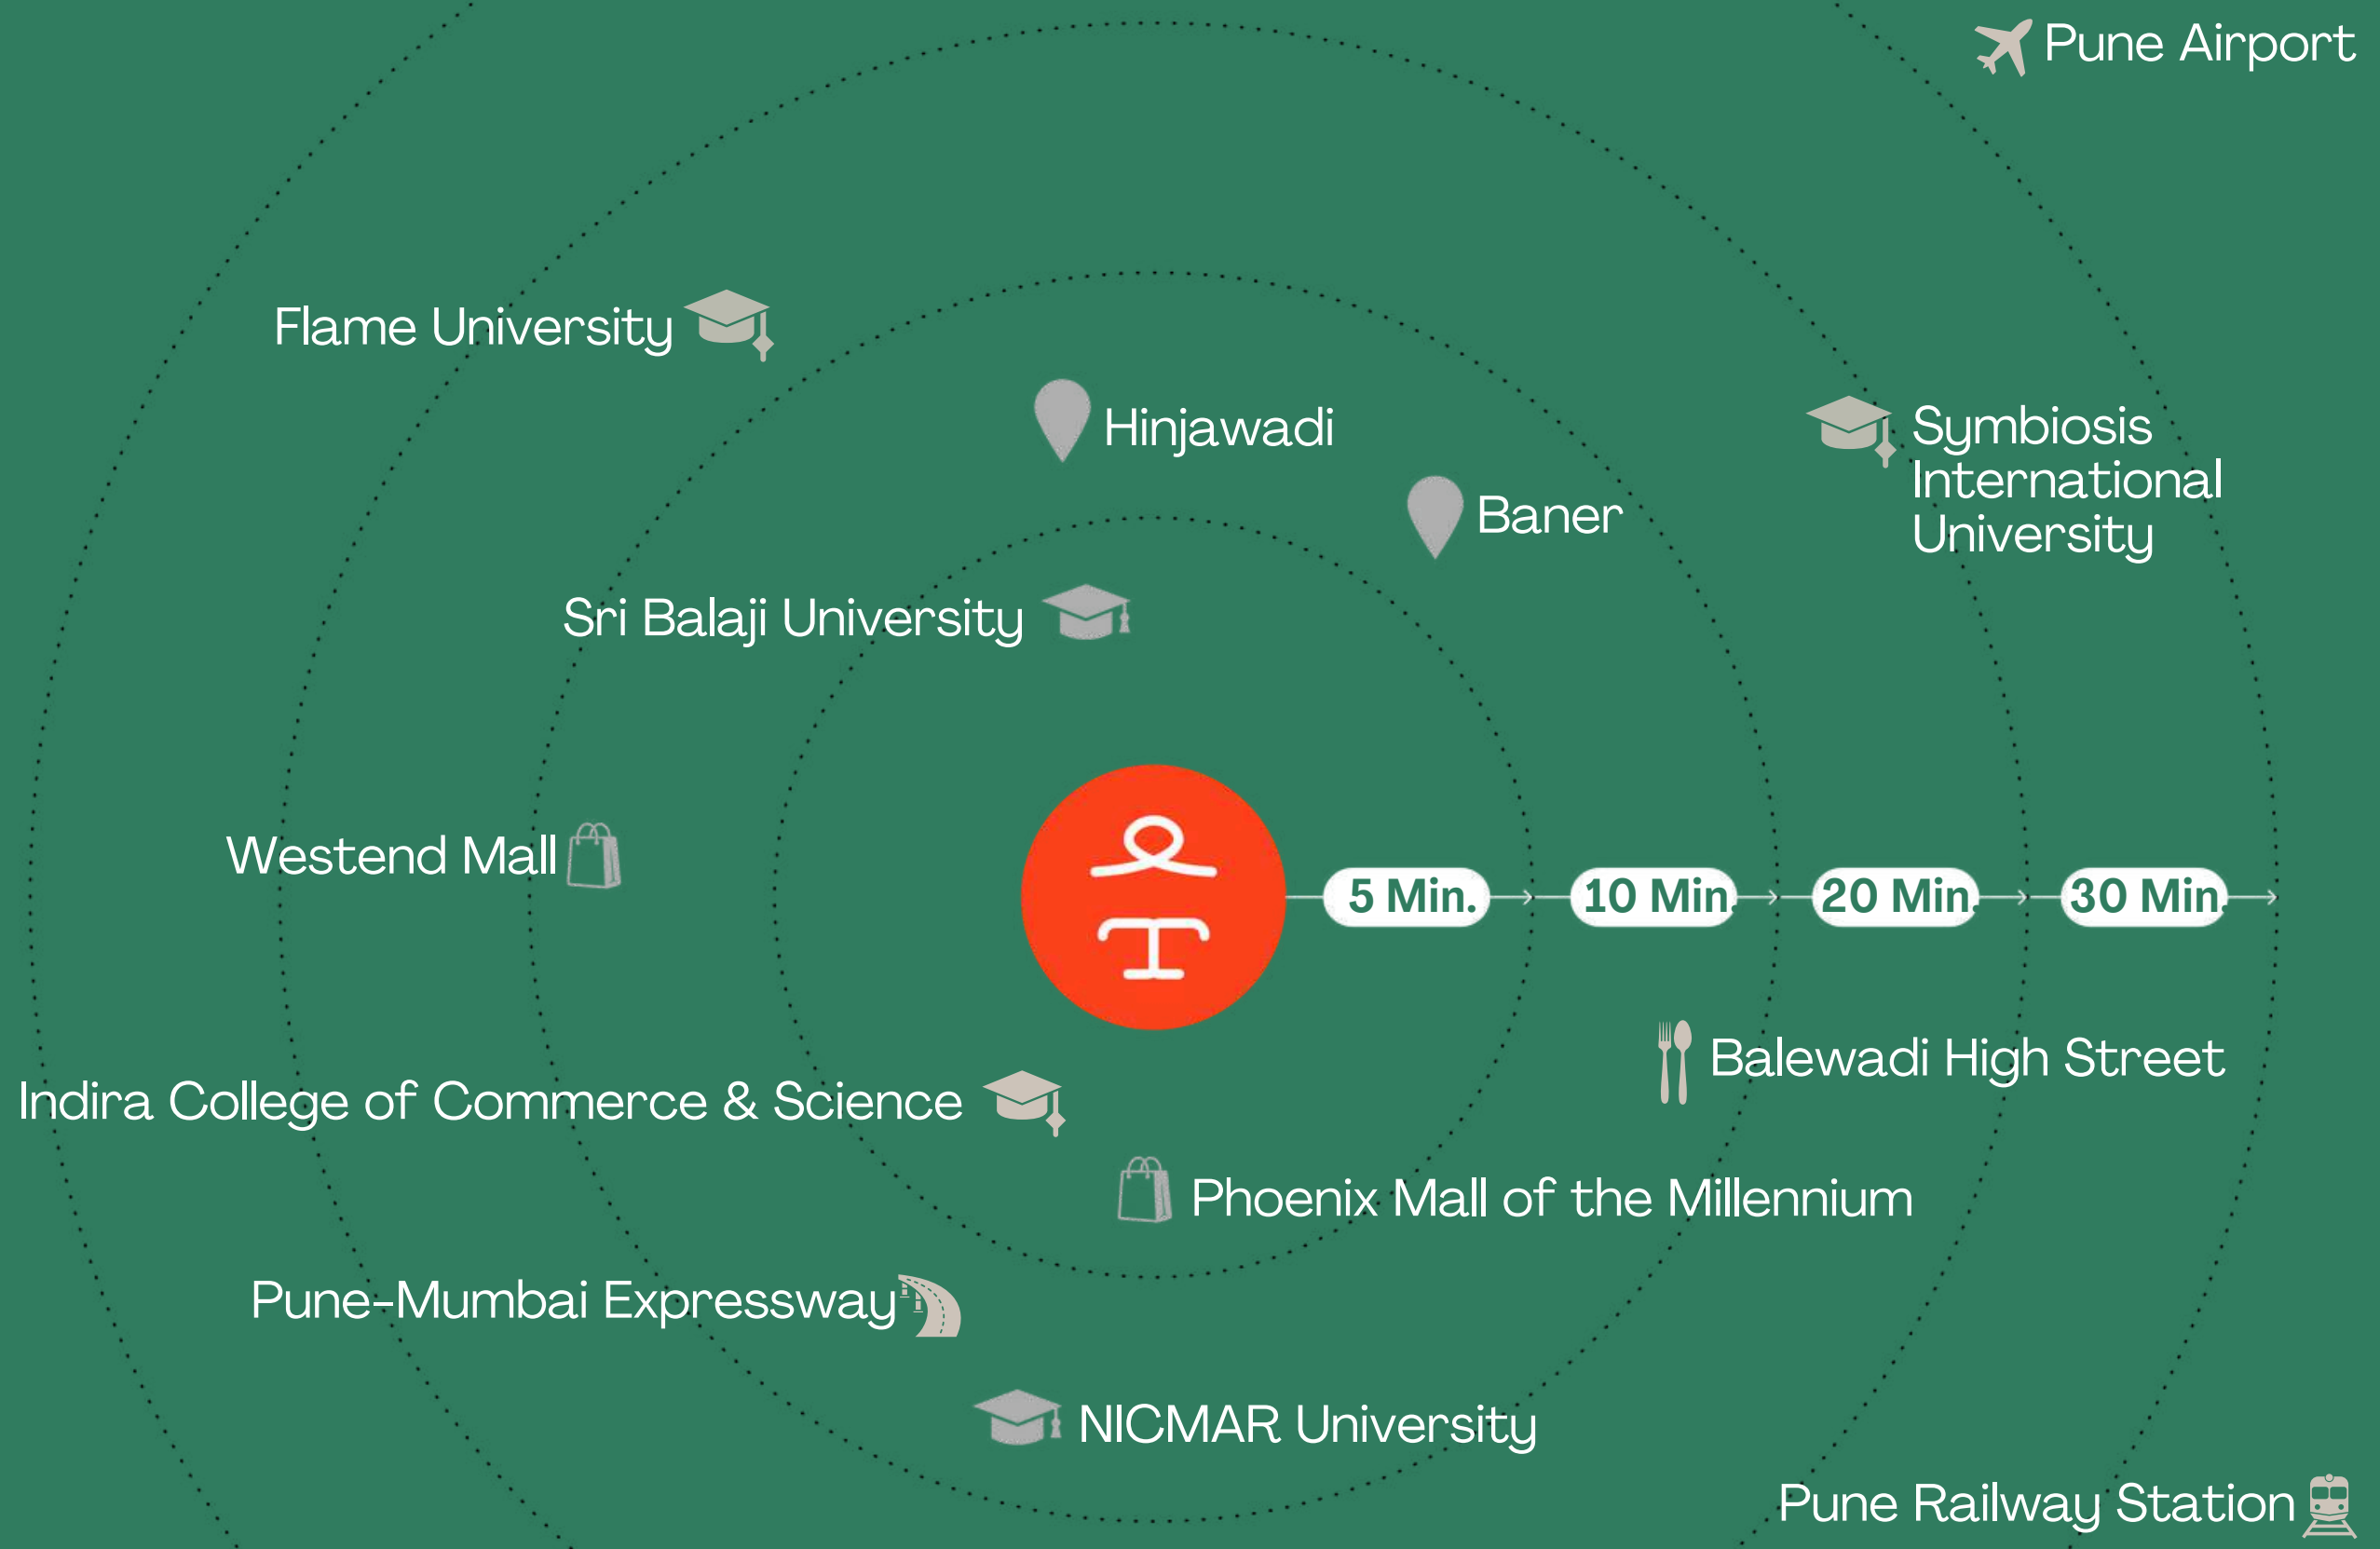 Pune Airport
Flame University
Hinjawadi
Symbiosis
International
University
Baner
Sri Balaji University
Westend Mall
5 Min.
10 Min.
20 Min.
30 Min.
Balewadi High Street
Indira College of Commerce & Science
Phoenix Mall of the Millennium
Pune-Mumbai Expressway
NICMAR University
Pune Railway Station